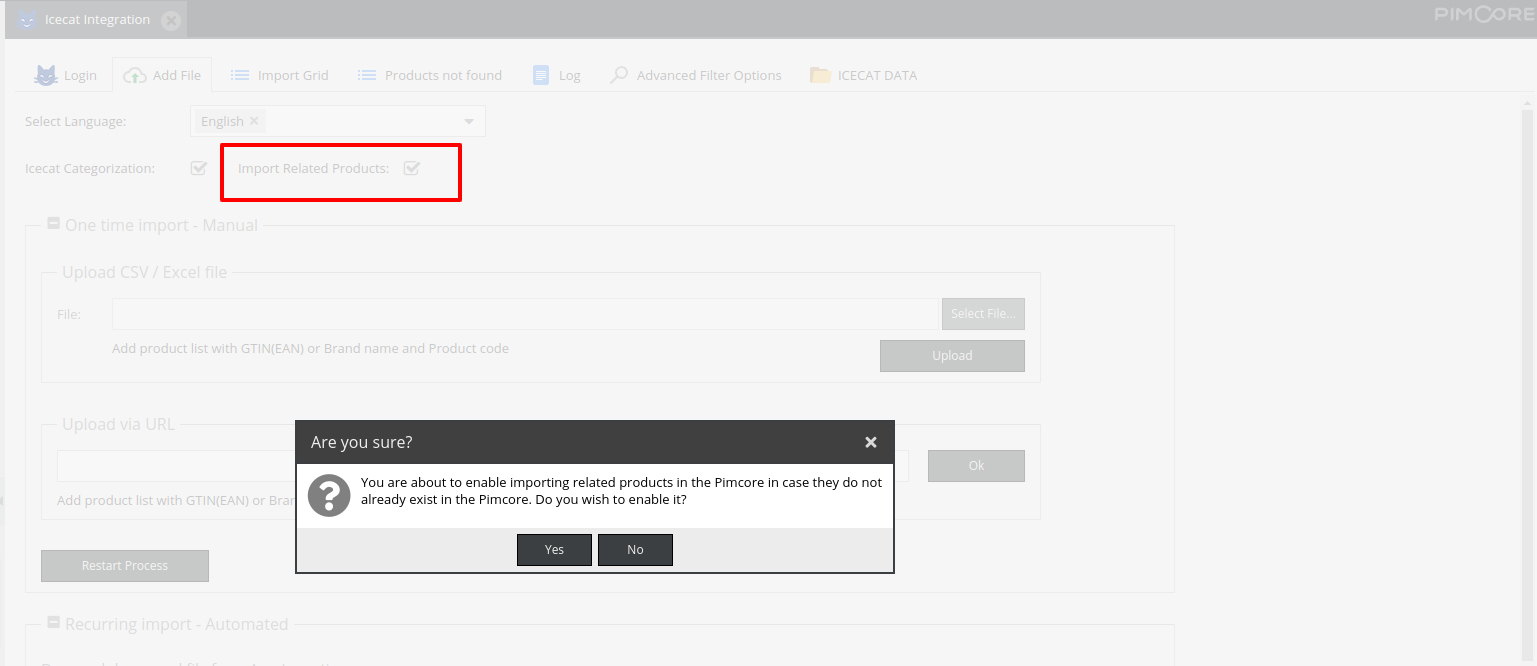 Icecat Integration
PIMCORE
Login
Add File
Import Grid
Products not found
Log
Advanced Filter Options
ICECAT DATA
Select Language:
English
Icecat Categorization:
Import Related Products:
One time import - Manual
Upload CSV / Excel file
File:
Select File...
Add product list with GTIN(EAN) or Brand name and Product code
Upload
Upload via URL
Ok
Add product list with GTIN(EAN) or Bran
Are you sure?
You are about to enable importing related products in the Pimcore in case they do not
already exist in the Pimcore. Do you wish to enable it?
Yes
No
Restart Process
Recurring import - Automated